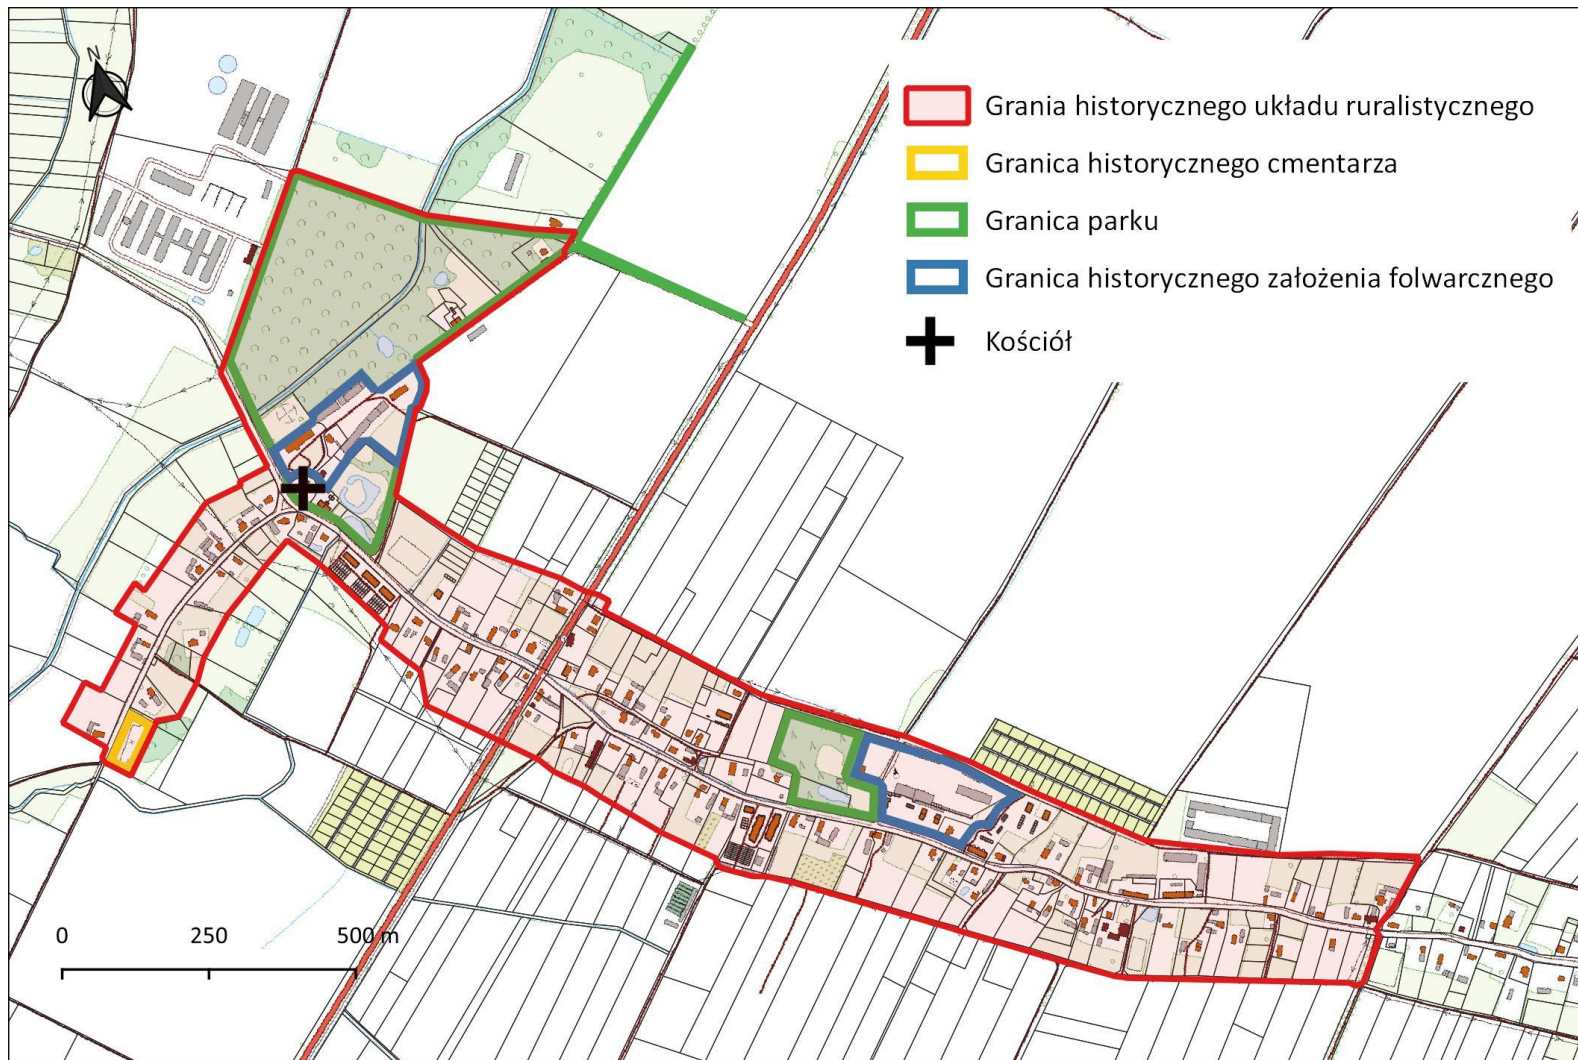 N
Grania historycznego układu ruralistycznego
Granica historycznego cmentarza
Granica parku
Granica historycznego założenia folwarcznego
Kościół
0 250 500 m